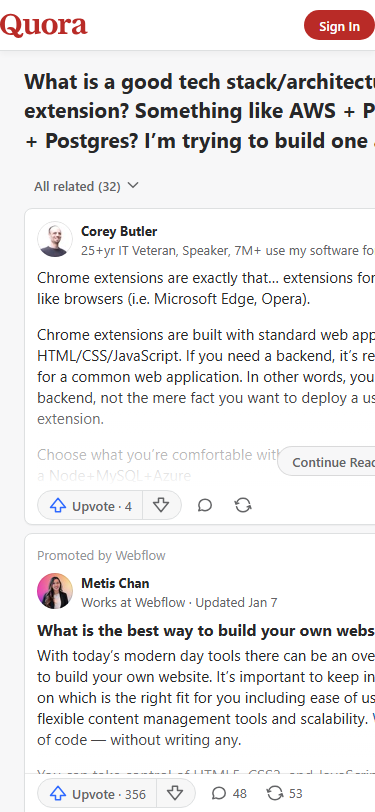 Quora
Sign In
What is a good tech stack/architectu
extension? Something like AWS + P
+ Postgres? I'm trying to build one
All related (32)
Corey Butler
25+yr IT Veteran, Speaker, 7M+ use my software fo
Chrome extensions are exactly that... extensions for
like browsers (i.e. Microsoft Edge, Opera).
Chrome extensions are built with standard web app
HTML/CSS/JavaScript. If you need a backend, it's re
for a common web application. In other words, you
backend, not the mere fact you want to deploy a us
extension.
Choose what you're comfortable with
Continue Read
a Node+MySQL+Azure
Upvote · 4
Promoted by Webflow
Metis Chan
Works at Webflow · Updated Jan 7
What is the best way to build your own webs
With today's modern day tools there can be an ove
to build your own website. It's important to keep in
on which is the right fit for you including ease of us
flexible content management tools and scalability.
of code — without writing any.
You can take control of HTML5, CSS3, and JavaScrip
Upvote · 356
48
53